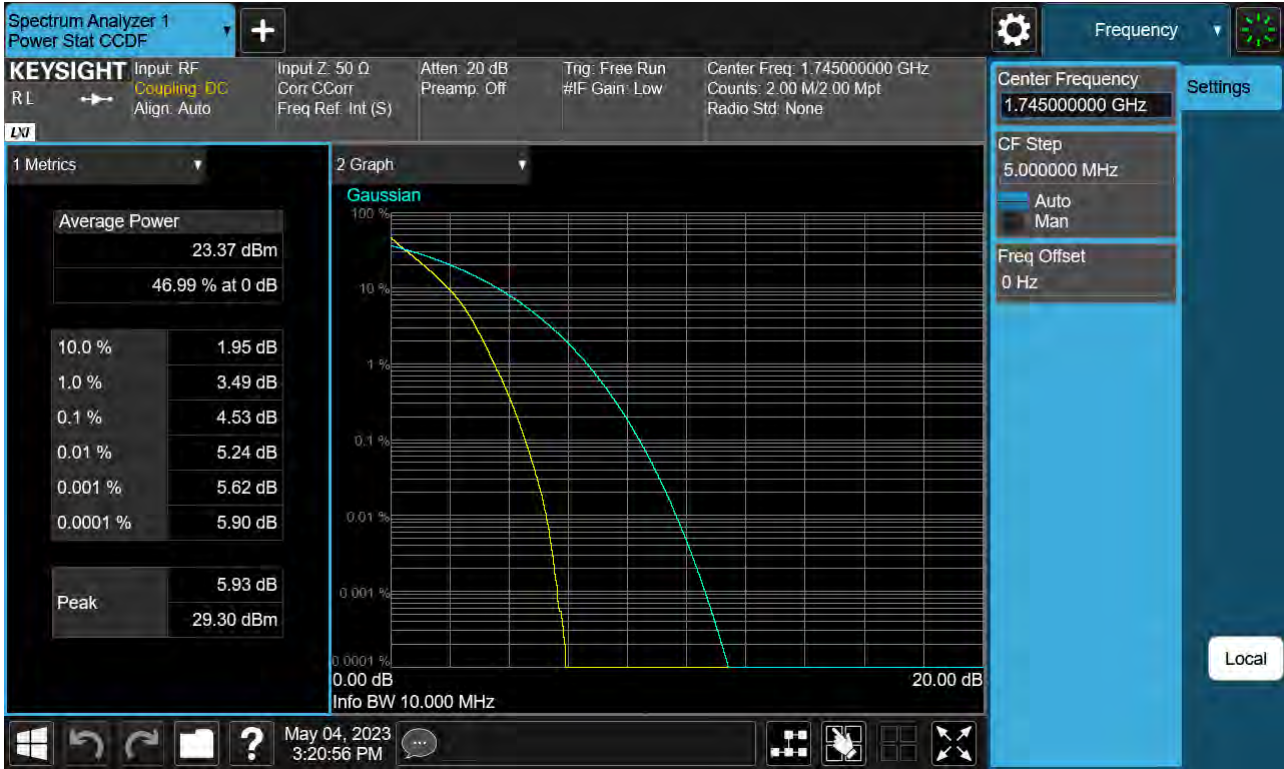 Spectrum Analyzer 1
Power Stat CCDF
Frequency
KEYSIGHT
R L
LXI
Input: RF
Coupling: DC
Align: Auto
Input Z: 50 Ω
Corr CCorr
Freq Ref: Int (S)
Atten: 20 dB
Preamp: Off
Trig: Free Run
#IF Gain: Low
Center Freq: 1.745000000 GHz
Counts: 2.00 M/2.00 Mpt
Radio Std: None
1 Metrics
Average Power
23.37 dBm
46.99 % at 0 dB
10.0 % 1.95 dB
1.0 % 3.49 dB
0.1 % 4.53 dB
0.01 % 5.24 dB
0.001 % 5.62 dB
0.0001 % 5.90 dB
Peak
5.93 dB
29.30 dBm
2 Graph
Gaussian
100 %
10 %
1 %
0.1 %
0.01 %
0.001 %
0.0001 %
0.00 dB 20.00 dB
Info BW 10.000 MHz
Center Frequency
1.745000000 GHz
CF Step
5.000000 MHz
Auto
Man
Freq Offset
0 Hz
Settings
Local
May 04, 2023
3:20:56 PM